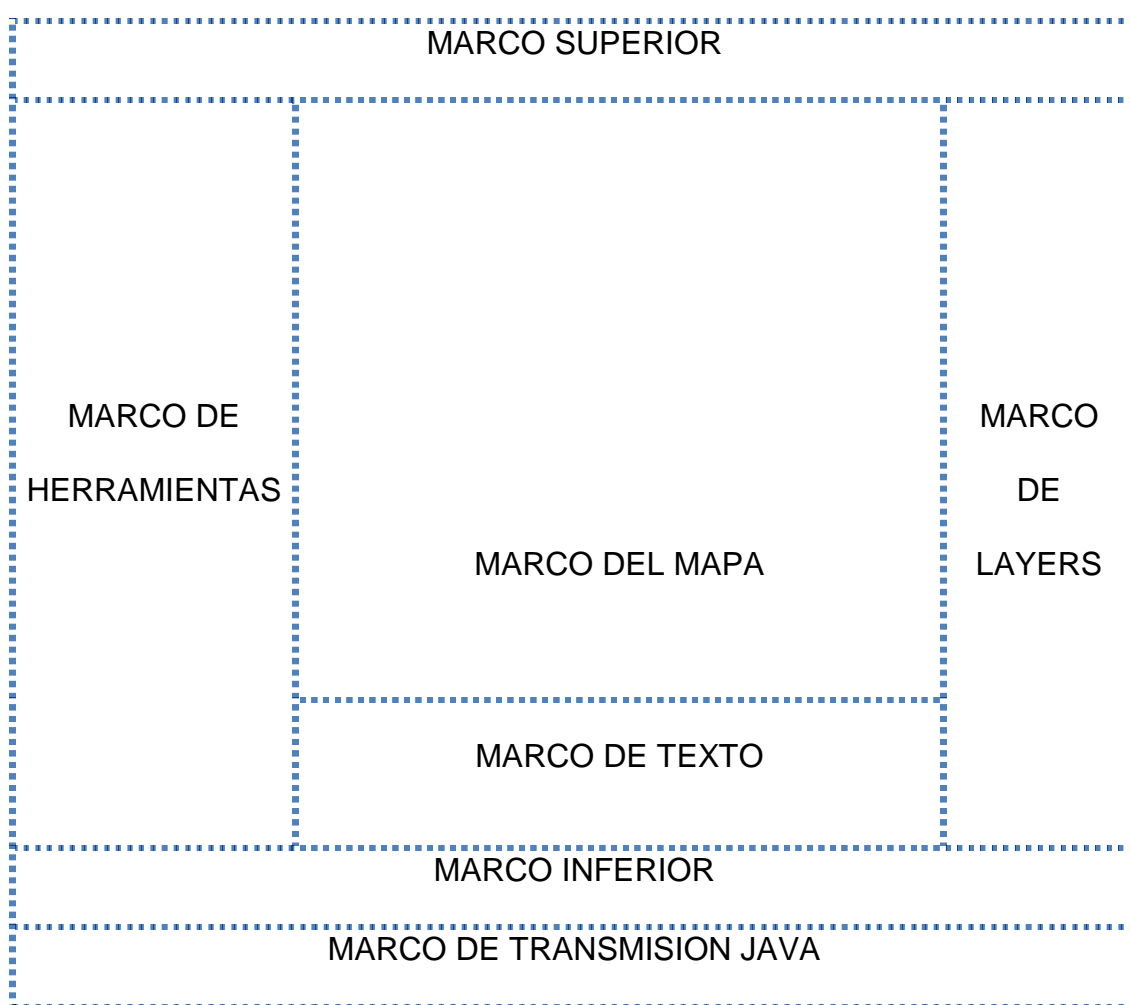 MARCO SUPERIOR
MARCO DE
HERRAMIENTAS
MARCO DEL MAPA
MARCO DE TEXTO
MARCO
DE
LAYERS
MARCO INFERIOR
MARCO DE TRANSMISION JAVA